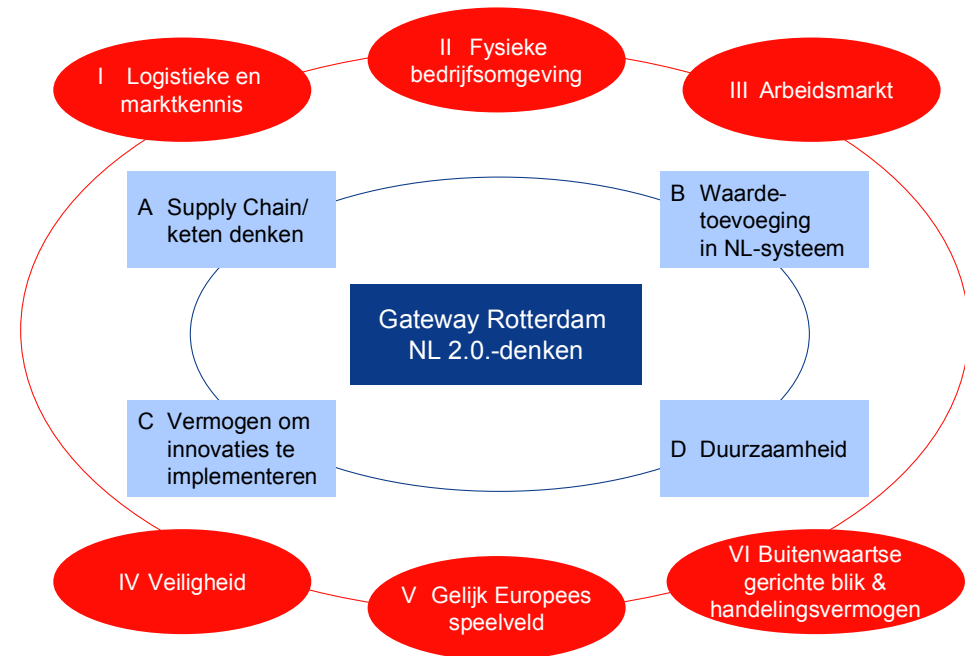 I Logistieke en
marktkennis
II Fysieke
bedrijfsomgeving
III Arbeidsmarkt
A Supply Chain/
keten denken
B Waarde-
toevoeging
in NL-systeem
Gateway Rotterdam
NL 2.0.-denken
C Vermogen om
innovaties te
implementeren
D Duurzaamheid
IV Veiligheid
V Gelijk Europees
speelveld
VI Buitenwaartse
gerichte blik &
handelingsvermogen